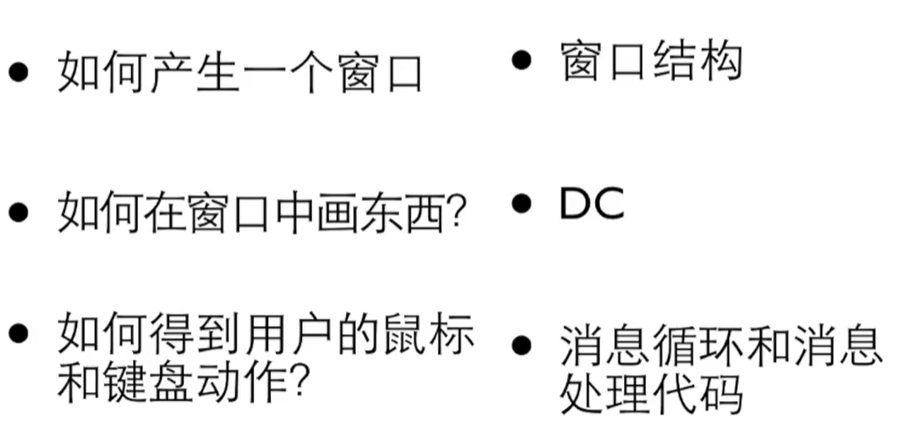 • 如何产生一个窗口
• 窗口结构
• 如何在窗口中画东西？
• DC
• 如何得到用户的鼠标
和键盘动作？
• 消息循环和消息
处理代码